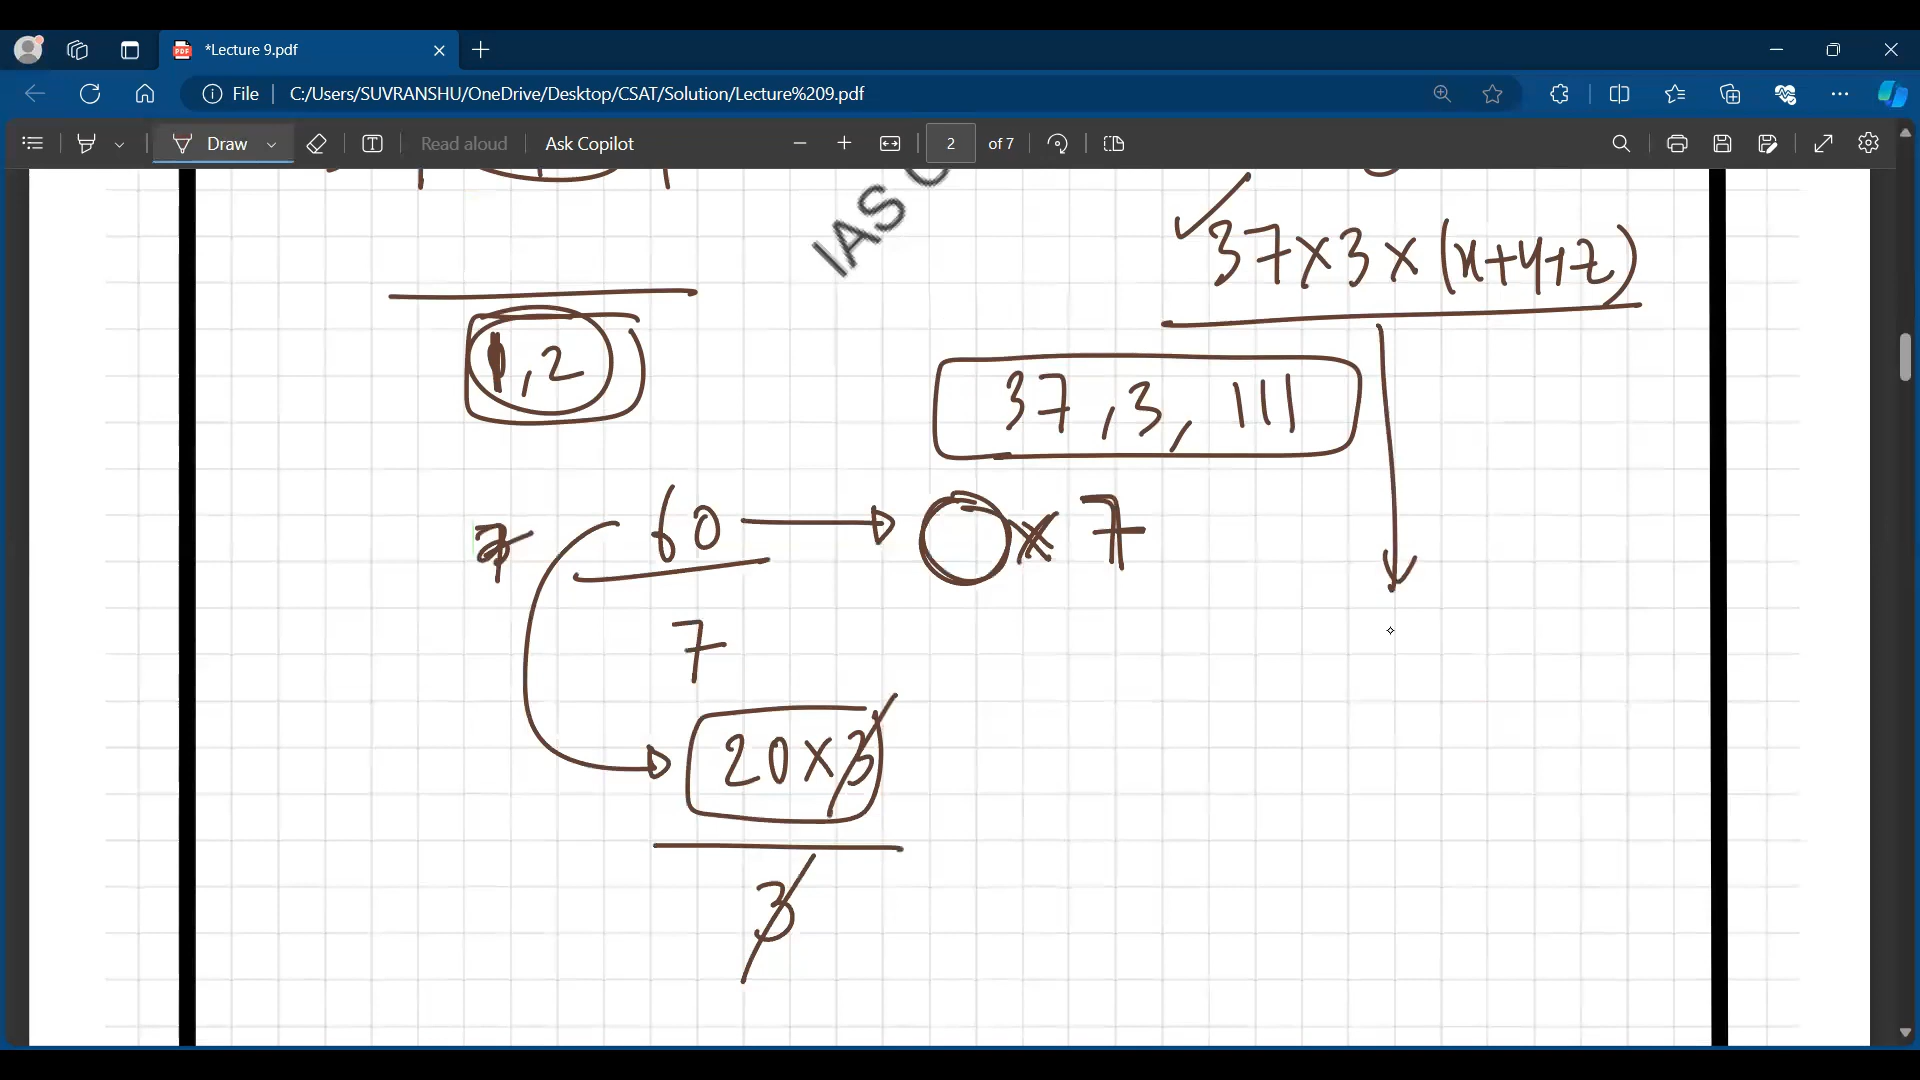 *Lecture 9.pdf
File
C:/Users/SUVRANSHU/OneDrive/Desktop/CSAT/Solution/Lecture%209.pdf
Draw
Read aloud
Ask Copilot
2 of 7
IAS
37 x 3 x (x+y+z)
, 2
37, 3, 111
60
x 7
7
20 x 3
3